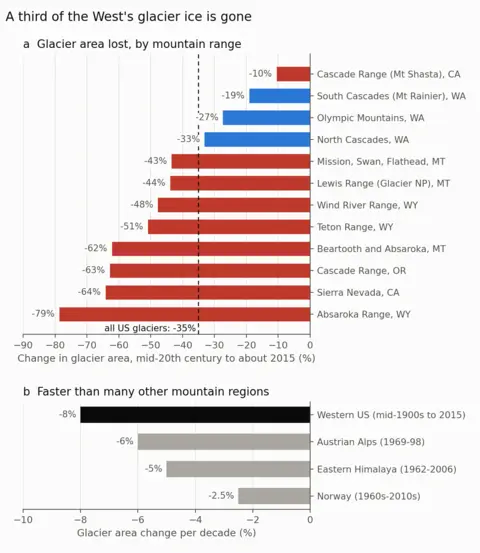 A third of the West's glacier ice is gone
a  Glacier area lost, by mountain range
-10% Cascade Range (Mt Shasta), CA
-19% South Cascades (Mt Rainier), WA
-27% Olympic Mountains, WA
-33% North Cascades, WA
-43% Mission, Swan, Flathead, MT
-44% Lewis Range (Glacier NP), MT
-48% Wind River Range, WY
-51% Teton Range, WY
-62% Beartooth and Absaroka, MT
-63% Cascade Range, OR
-64% Sierra Nevada, CA
-79% Absaroka Range, WY
all US glaciers: -35%
−90 −80 −70 −60 −50 −40 −30 −20 −10 0
Change in glacier area, mid-20th century to about 2015 (%)
b  Faster than many other mountain regions
-8% Western US (mid-1900s to 2015)
-6% Austrian Alps (1969-98)
-5% Eastern Himalaya (1962-2006)
-2.5% Norway (1960s-2010s)
−10 −8 −6 −4 −2 0
Glacier area change per decade (%)